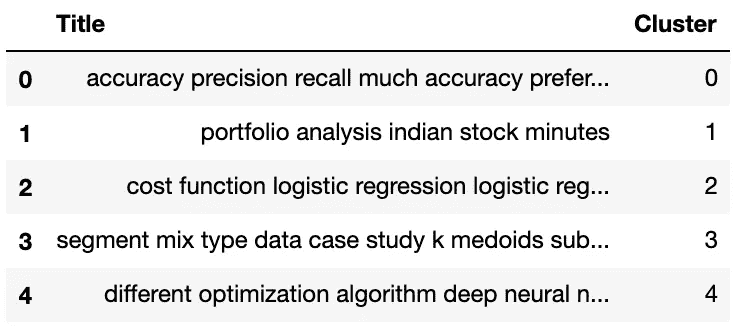 Title Cluster
0 accuracy precision recall much accuracy prefer... 0
1 portfolio analysis indian stock minutes 1
2 cost function logistic regression logistic reg... 2
3 segment mix type data case study k medoids sub... 3
4 different optimization algorithm deep neural n... 4